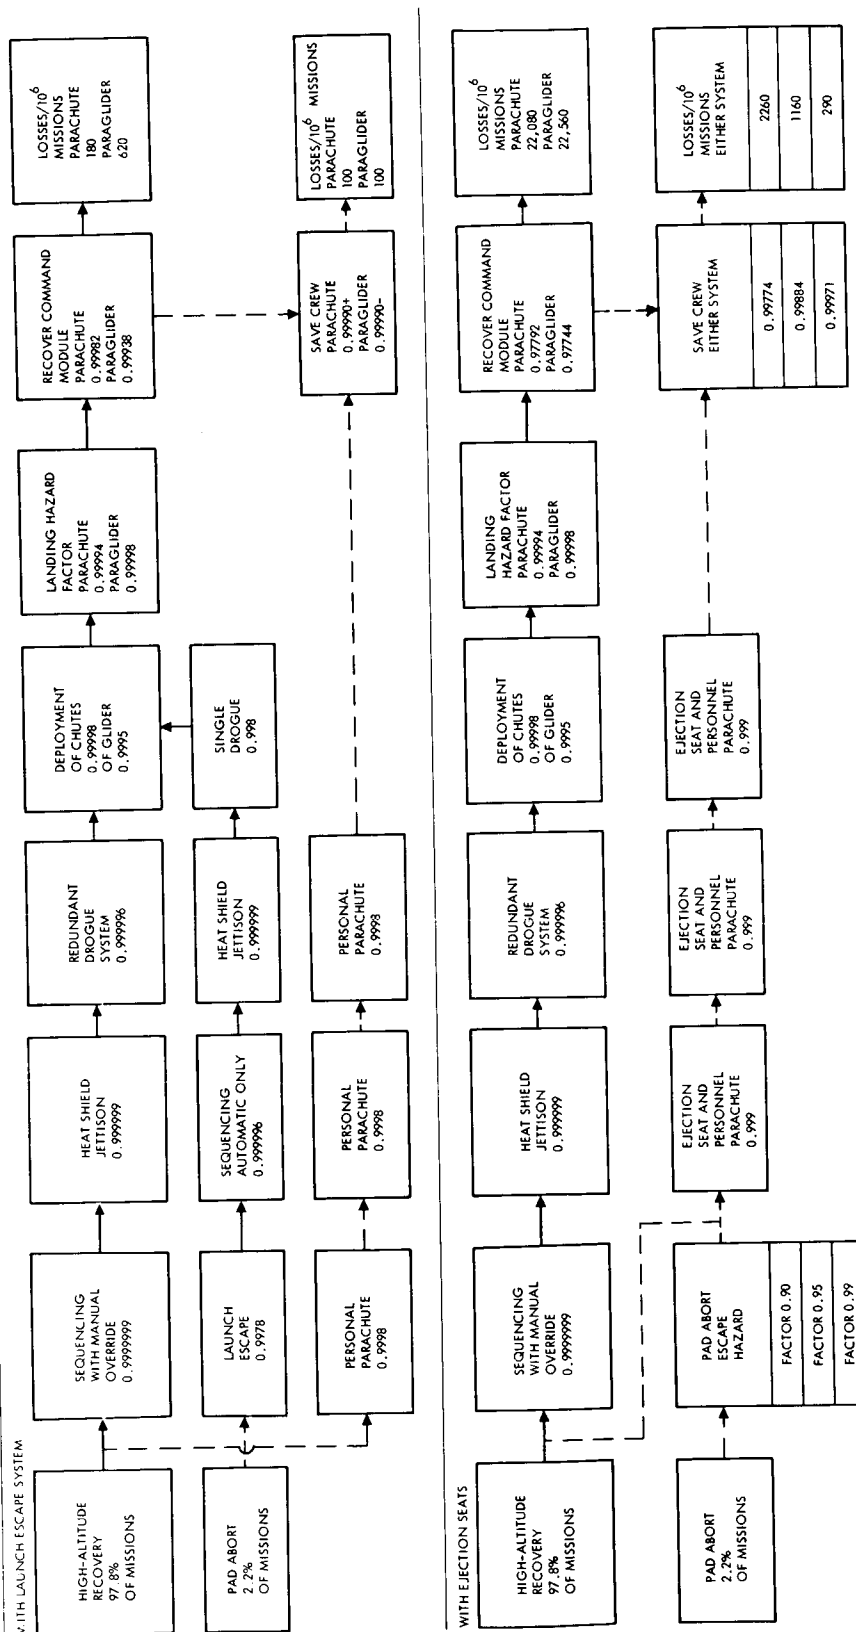 WITH LAUNCH ESCAPE SYSTEM
HIGH-ALTITUDE
RECOVERY
97.8%
OF MISSIONS
SEQUENCING
WITH MANUAL
OVERRIDE
0.9999999
HEAT SHIELD
JETTISON
0.999999
REDUNDANT
DROGUE
SYSTEM
0.999996
DEPLOYMENT
OF CHUTES
0.99998
OF GLIDER
0.9995
LANDING HAZARD
FACTOR
PARACHUTE
0.99994
PARAGLIDER
0.99998
RECOVER COMMAND
MODULE
PARACHUTE
0.99982
PARAGLIDER
0.99938
LOSSES/10⁶
MISSIONS
PARACHUTE
180
PARAGLIDER
620
PAD ABORT
2.2%
OF MISSIONS
LAUNCH
ESCAPE
0.9978
SEQUENCING
AUTOMATIC ONLY
0.999996
HEAT SHIELD
JETTISON
0.999999
SINGLE
DROGUE
0.998
PERSONAL
PARACHUTE
0.9998
PERSONAL
PARACHUTE
0.9998
PERSONAL
PARACHUTE
0.9998
SAVE CREW
PARACHUTE
0.99990+
PARAGLIDER
0.99990-
LOSSES/10⁶ MISSIONS
PARACHUTE
100
PARAGLIDER
100
WITH EJECTION SEATS
HIGH-ALTITUDE
RECOVERY
97.8%
OF MISSIONS
SEQUENCING
WITH MANUAL
OVERRIDE
0.9999999
HEAT SHIELD
JETTISON
0.999999
REDUNDANT
DROGUE
SYSTEM
0.999996
DEPLOYMENT
OF CHUTES
0.99998
OF GLIDER
0.9995
LANDING
HAZARD FACTOR
PARACHUTE
0.99994
PARAGLIDER
0.99998
RECOVER COMMAND
MODULE
PARACHUTE
0.97792
PARAGLIDER
0.97744
LOSSES/10⁶
MISSIONS
PARACHUTE
22,080
PARAGLIDER
22,560
PAD ABORT
2.2%
OF MISSIONS
PAD ABORT
ESCAPE
HAZARD
FACTOR 0.90
FACTOR 0.95
FACTOR 0.99
EJECTION
SEAT AND
PERSONNEL
PARACHUTE
0.999
EJECTION
SEAT AND
PERSONNEL
PARACHUTE
0.999
EJECTION
SEAT AND
PERSONNEL
PARACHUTE
0.999
SAVE CREW
EITHER SYSTEM
0.99774
0.99884
0.99971
LOSSES/10⁶
MISSIONS
EITHER SYSTEM
2260
1160
290